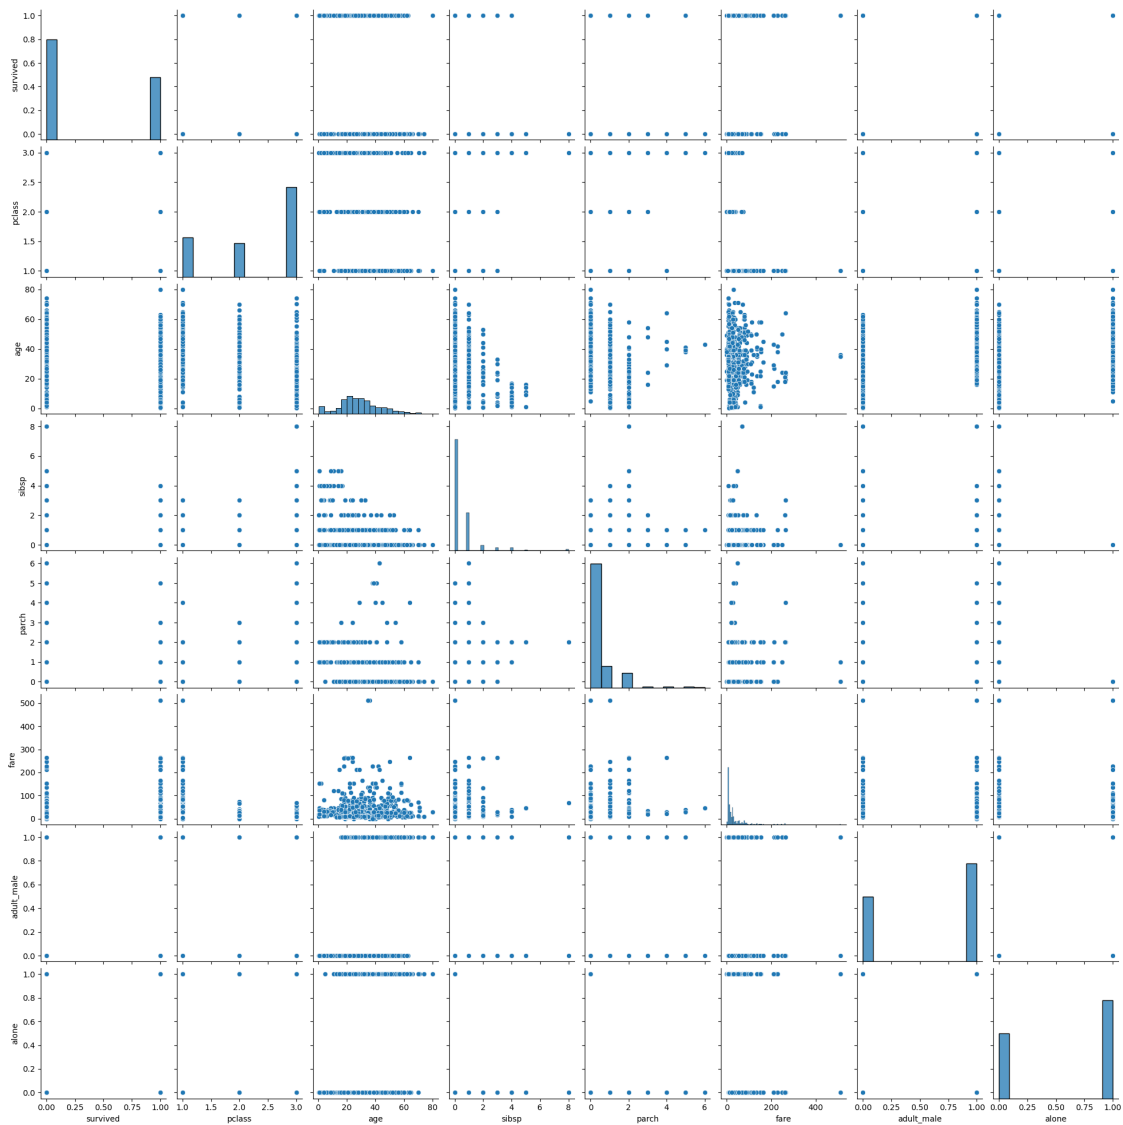 1.0
0.8
0.6
0.4
0.2
0.0
survived
3.0
2.5
2.0
1.5
1.0
pclass
80
60
40
20
0
age
8
6
4
2
0
sibsp
6
5
4
3
2
1
0
parch
500
400
300
200
100
0
fare
1.0
0.8
0.6
0.4
0.2
0.0
adult_male
1.0
0.8
0.6
0.4
0.2
0.0
alone
0.00 0.25 0.50 0.75 1.00
survived
1.0 1.5 2.0 2.5 3.0
pclass
0 20 40 60 80
age
0 2 4 6 8
sibsp
0 2 4 6
parch
0 200 400
fare
0.00 0.25 0.50 0.75 1.00
adult_male
0.00 0.25 0.50 0.75 1.00
alone